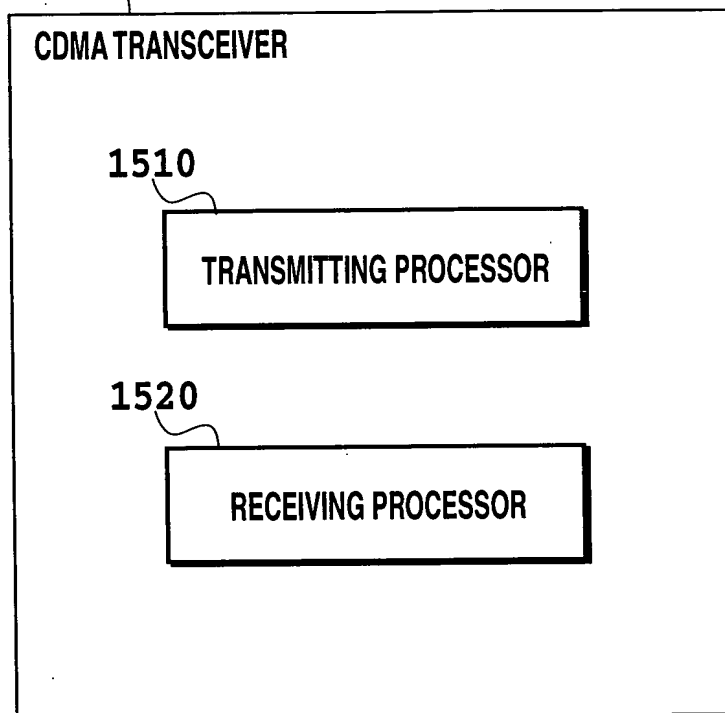 CDMA TRANSCEIVER
1510
TRANSMITTING PROCESSOR
1520
RECEIVING PROCESSOR